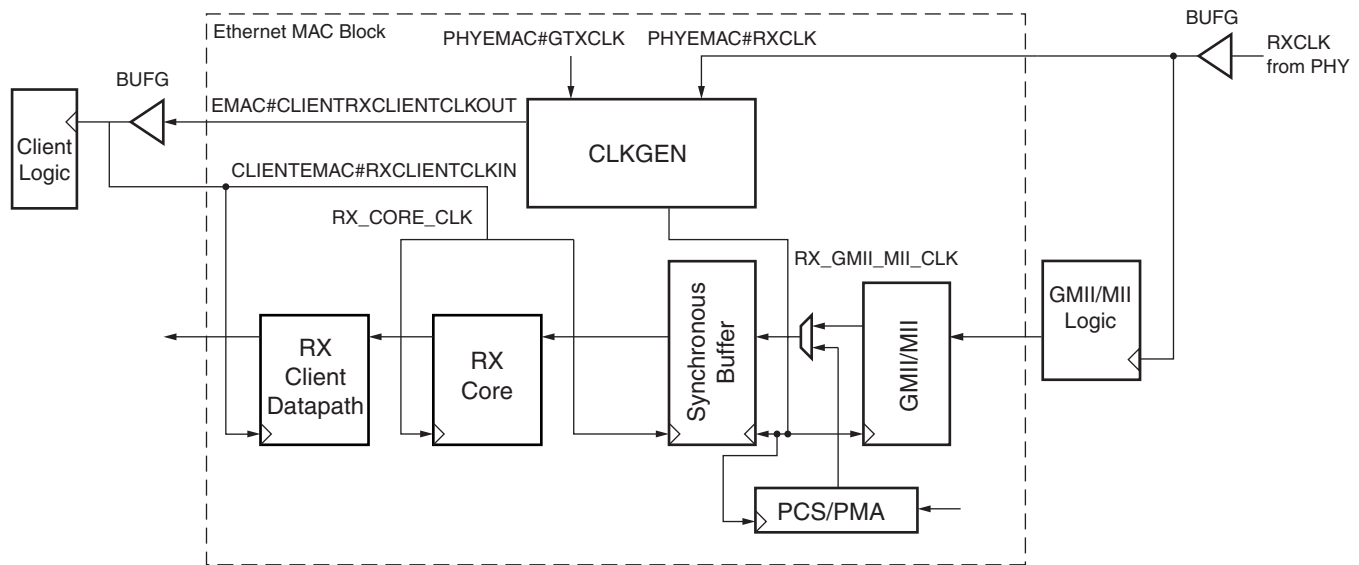 Ethernet MAC Block
BUFG
PHYEMAC#GTXCLK
PHYEMAC#RXCLK
RXCLK
from PHY
BUFG
EMAC#CLIENTRXCLIENTCLKOUT
Client
Logic
CLKGEN
CLIENTEMAC#RXCLIENTCLKIN
RX_CORE_CLK
RX_GMII_MII_CLK
GMII/MII
Logic
RX
Client
Datapath
RX
Core
Synchronous
Buffer
GMII/MII
PCS/PMA